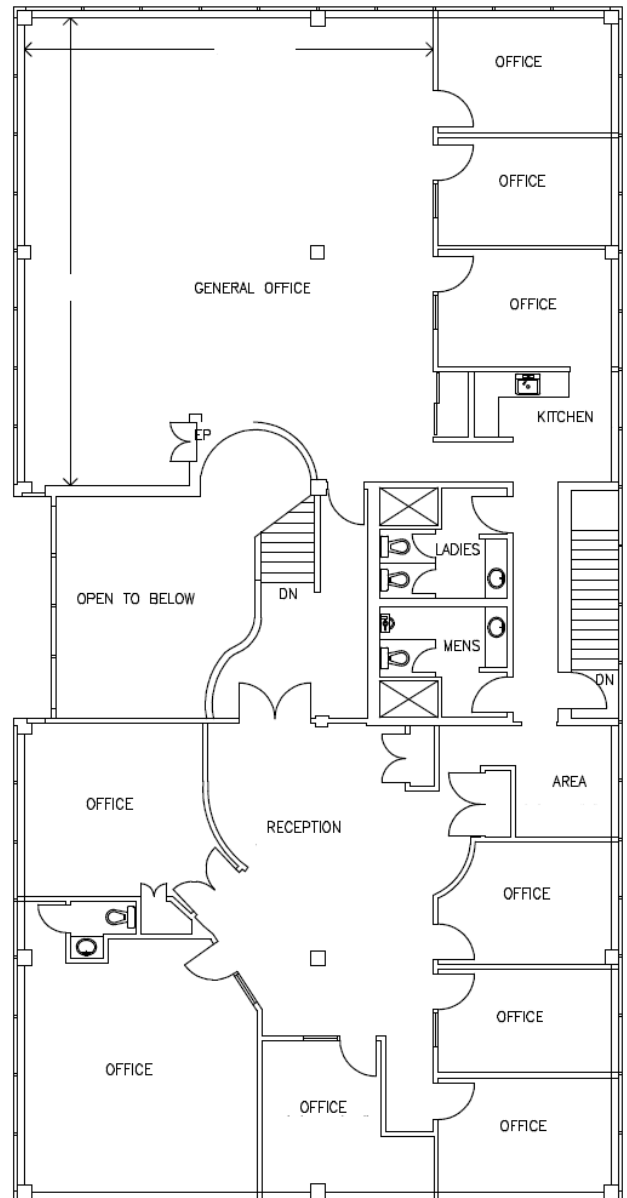 OFFICE
OFFICE
GENERAL OFFICE
OFFICE
KITCHEN
EP
LADIES
OPEN TO BELOW
DN
MENS
DN
AREA
OFFICE
RECEPTION
OFFICE
OFFICE
OFFICE
OFFICE
OFFICE